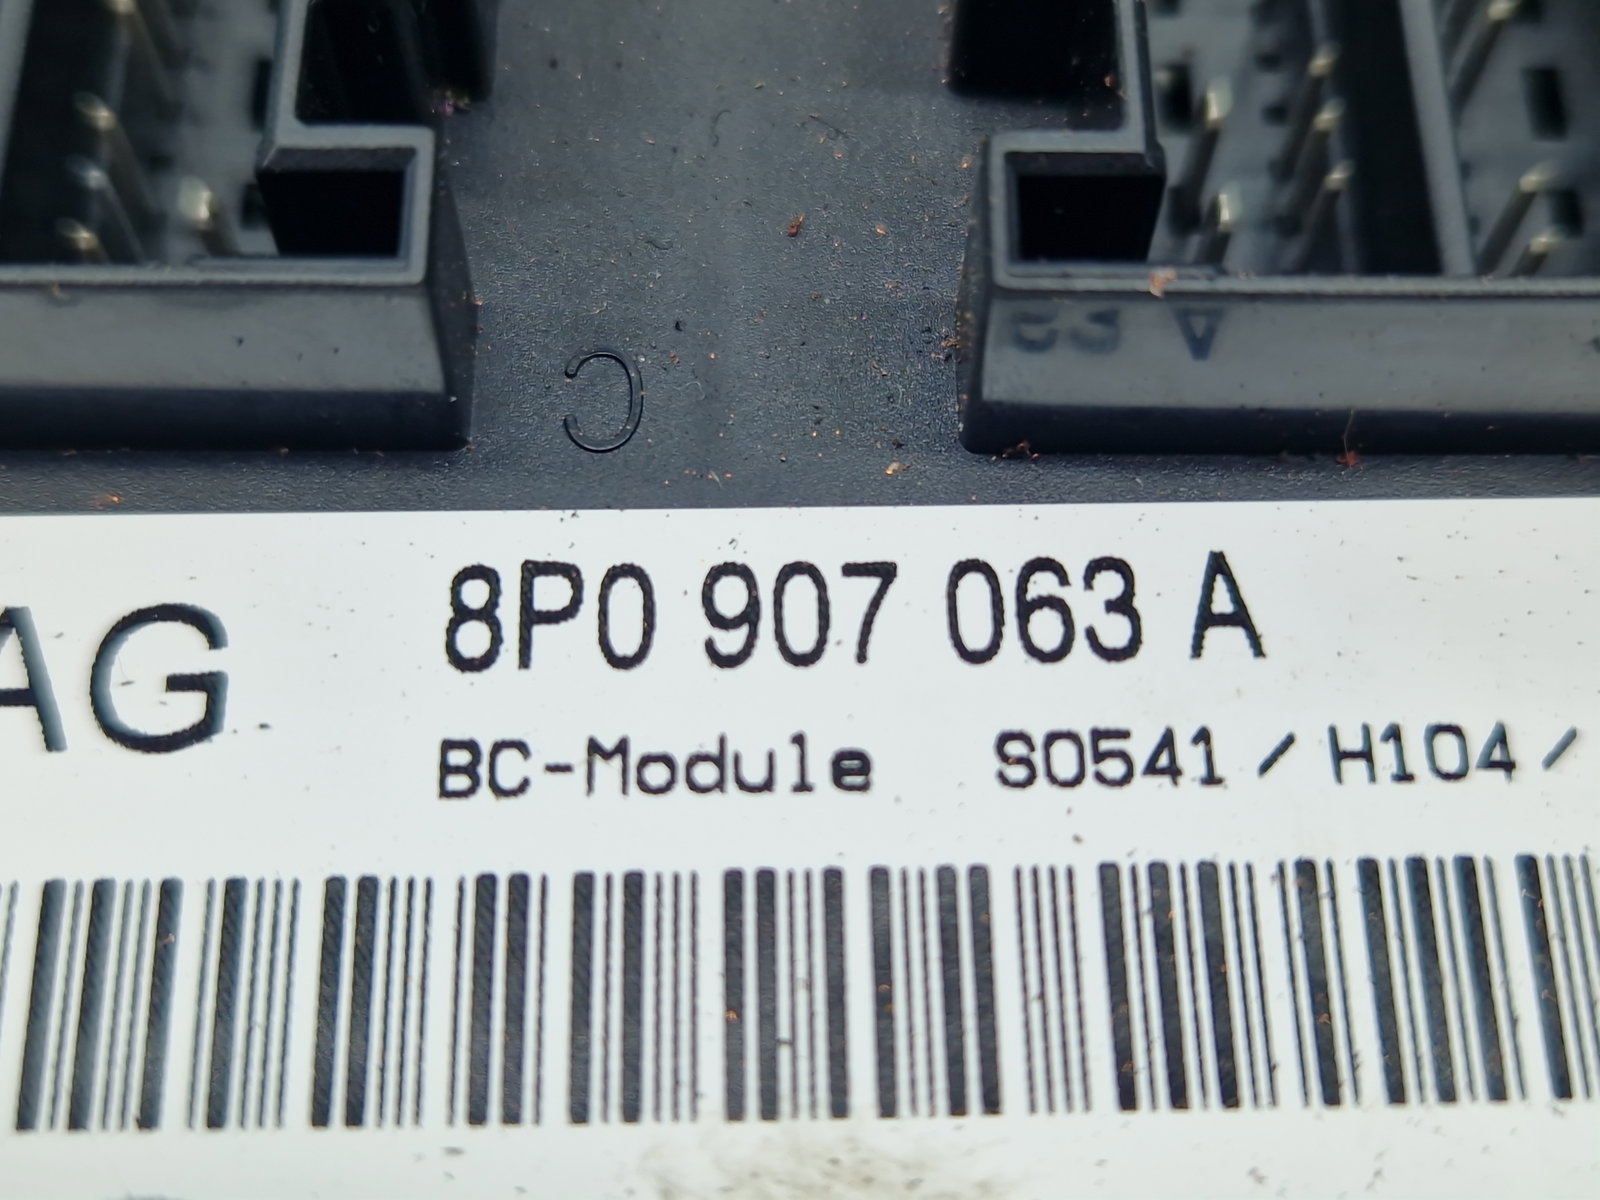 C
AG 8P0 907 063 A
BC-Module S0541 / H104 /